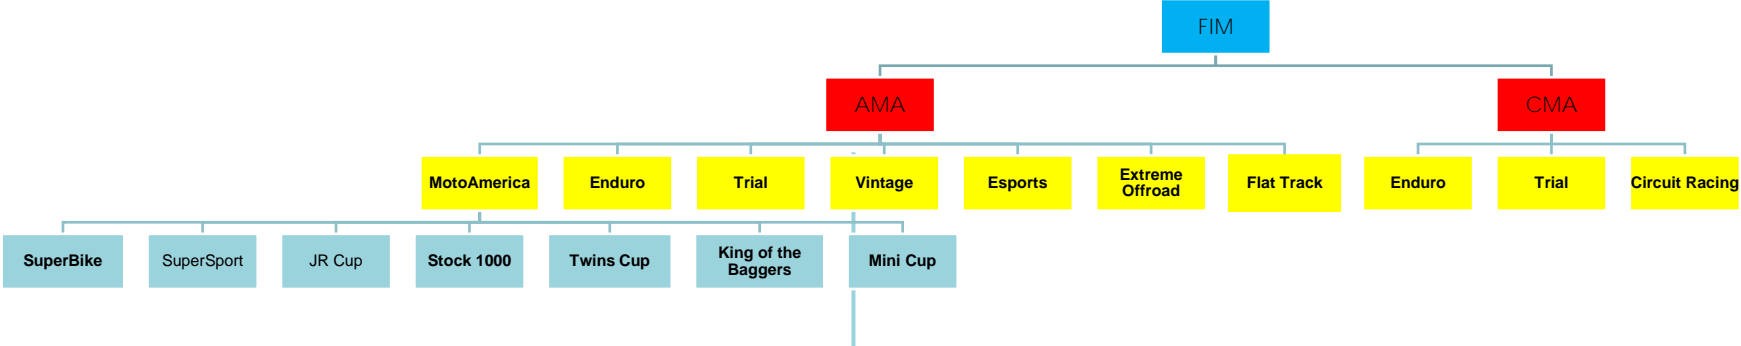 FIM
AMA
CMA
MotoAmerica
Enduro
Trial
Vintage
Esports
Extreme
Offroad
Flat Track
Enduro
Trial
Circuit Racing
SuperBike
SuperSport
JR Cup
Stock 1000
Twins Cup
King of the
Baggers
Mini Cup